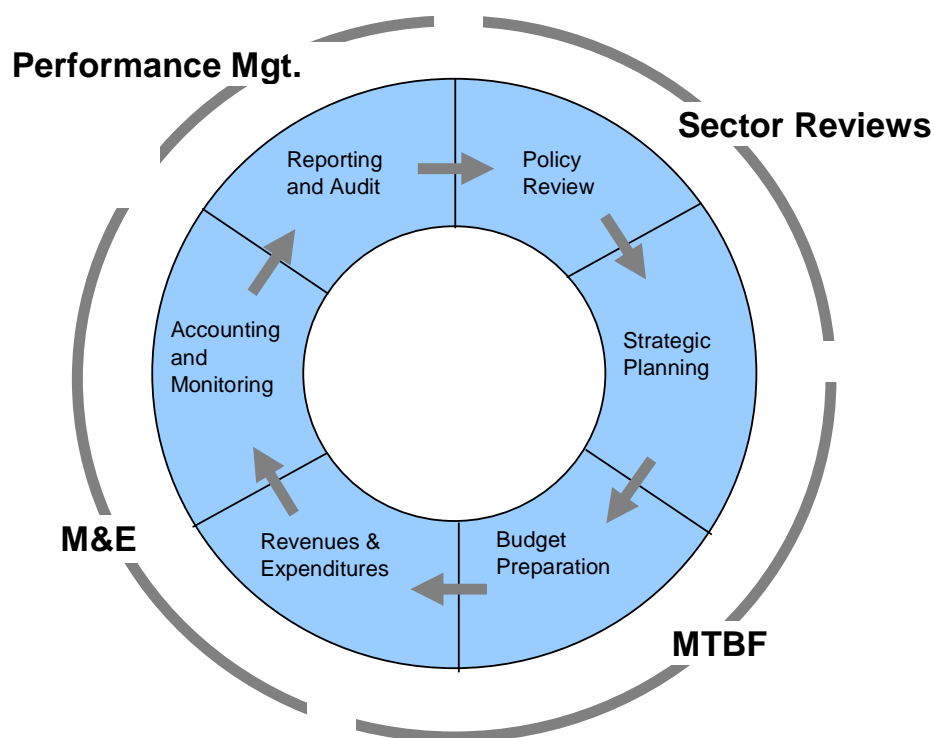 Performance Mgt.
Sector Reviews
Reporting
and Audit
Policy
Review
Strategic
Planning
Accounting
and
Monitoring
Budget
Preparation
Revenues &
Expenditures
M&E
MTBF